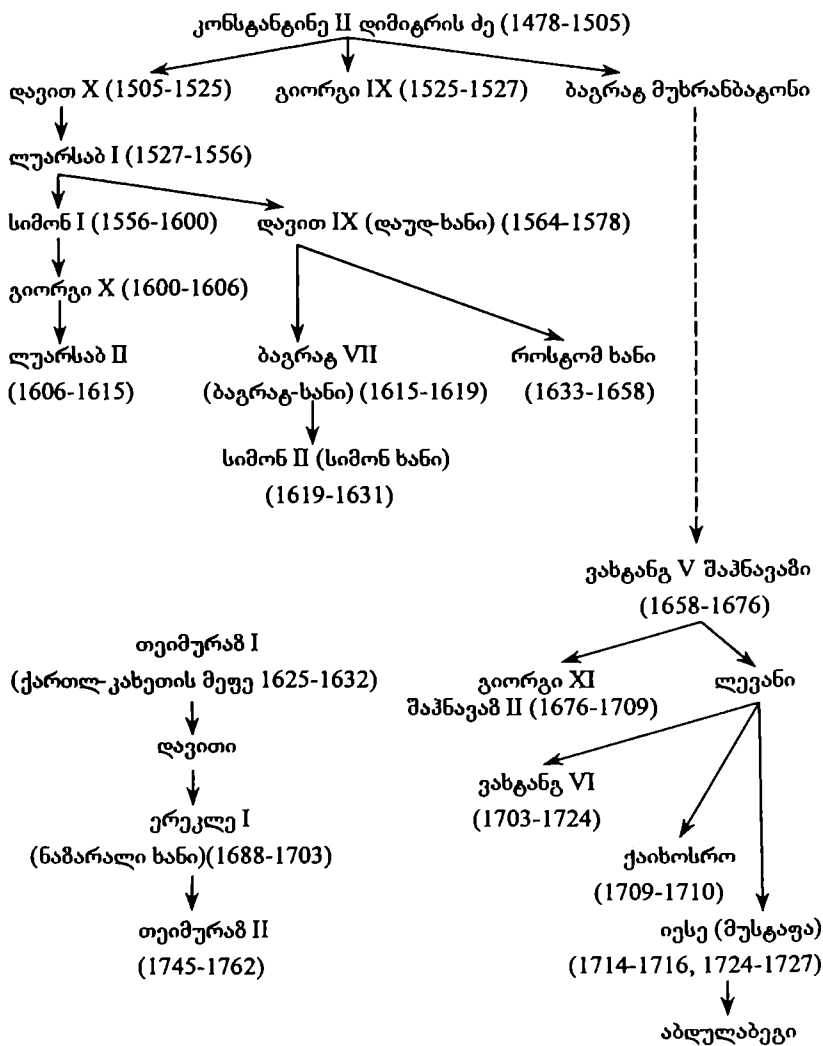 კონსტანტინე II დიმიტრის ძე (1478-1505)
დავით X (1505-1525) გიორგი IX (1525-1527) ბაგრატ მუხრანბატონი
ლუარსაბ I (1527-1556)
სიმონ I (1556-1600) დავით IX (დაუდ-ხანი) (1564-1578)
გიორგი X (1600-1606)
ლუარსაბ II ბაგრატ VII როსტომ ხანი
(1606-1615) (ბაგრატ-სანი) (1615-1619) (1633-1658)
სიმონ II (სიმონ ხანი)
(1619-1631)
ვახტანგ V შაჰნავაზი
(1658-1676)
თეიმურაზ I
(ქართლ-კახეთის მეფე 1625-1632)
გიორგი XI ლევანი
შაჰნავაზ II (1676-1709)
დავითი
ვახტანგ VI
(1703-1724)
ერეკლე I
(ნაზარალი ხანი)(1688-1703)
ქაიხოსრო
(1709-1710)
თეიმურაზ II იესე (მუსტაფა)
(1745-1762) (1714-1716, 1724-1727)
აბდულაბეგი